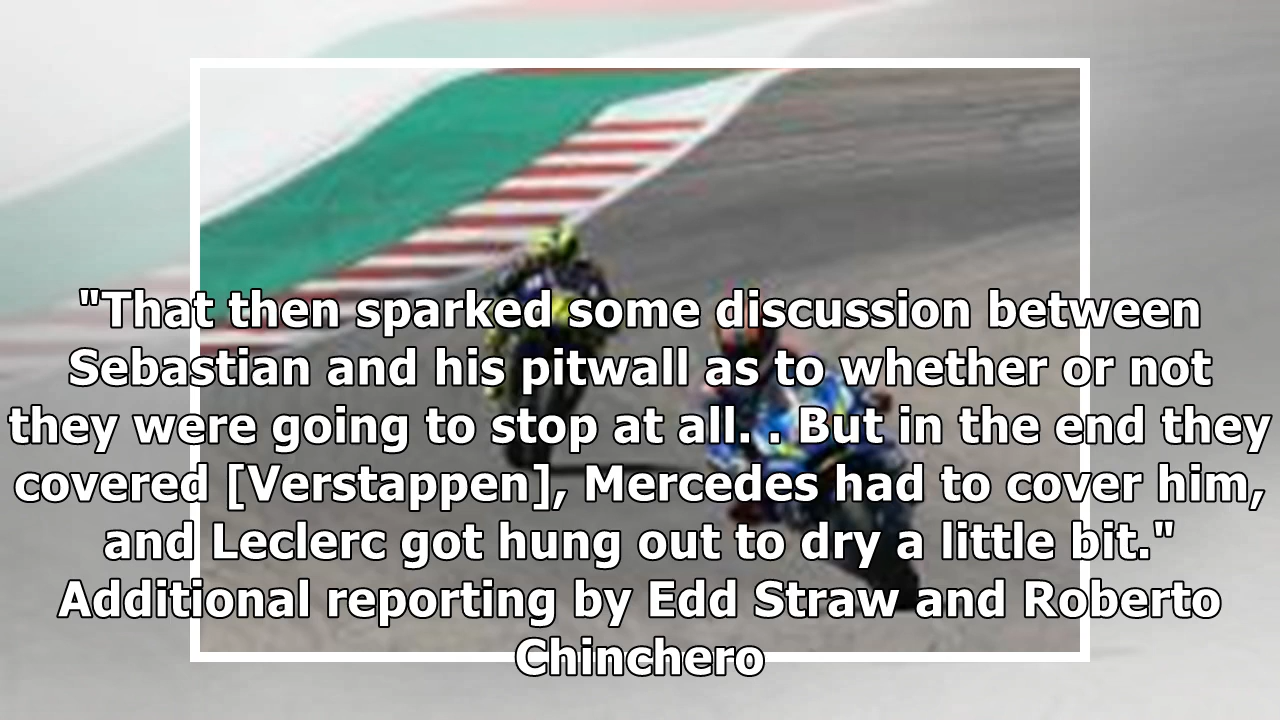 "That then sparked some discussion between
Sebastian and his pitwall as to whether or not
they were going to stop at all. . But in the end they
covered [Verstappen], Mercedes had to cover him,
and Leclerc got hung out to dry a little bit."
Additional reporting by Edd Straw and Roberto
Chinchero